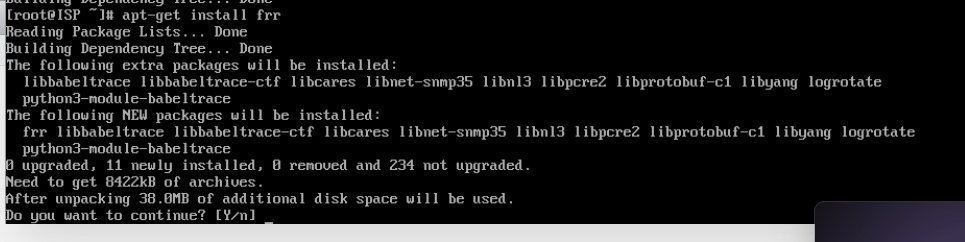 Building Dependency Tree... Done
[root@ISP ~]# apt-get install frr
Reading Package Lists... Done
Building Dependency Tree... Done
The following extra packages will be installed:
  libbabeltrace libbabeltrace-ctf libcares libnet-snmp35 libnl3 libpcre2 libprotobuf-c1 libyang logrotate
  python3-module-babeltrace
The following NEW packages will be installed:
  frr libbabeltrace libbabeltrace-ctf libcares libnet-snmp35 libnl3 libpcre2 libprotobuf-c1 libyang logrotate
  python3-module-babeltrace
0 upgraded, 11 newly installed, 0 removed and 234 not upgraded.
Need to get 8422kB of archives.
After unpacking 38.0MB of additional disk space will be used.
Do you want to continue? [Y/n] _